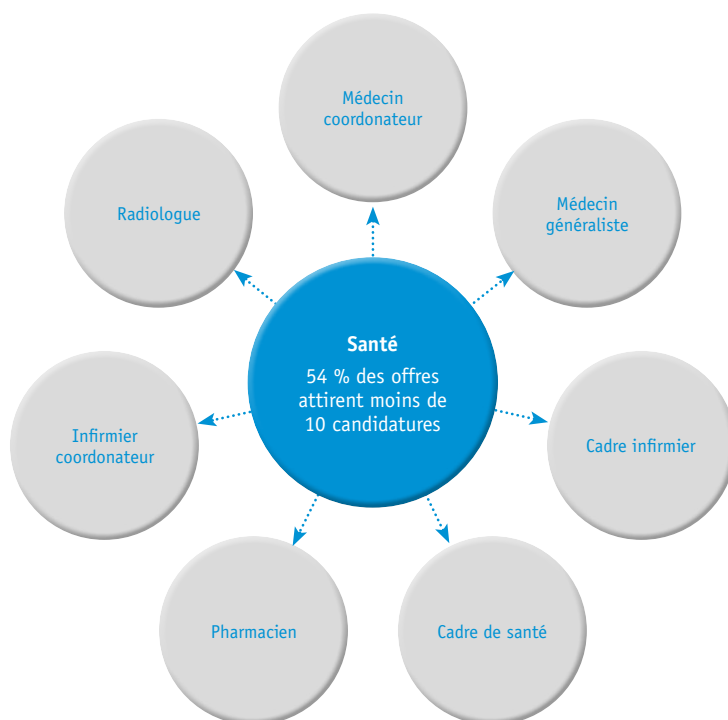 Médecin
coordonateur
Radiologue
Médecin
généraliste
Santé
54 % des offres
attirent moins de
10 candidatures
Infirmier
coordonateur
Cadre infirmier
Pharmacien
Cadre de santé